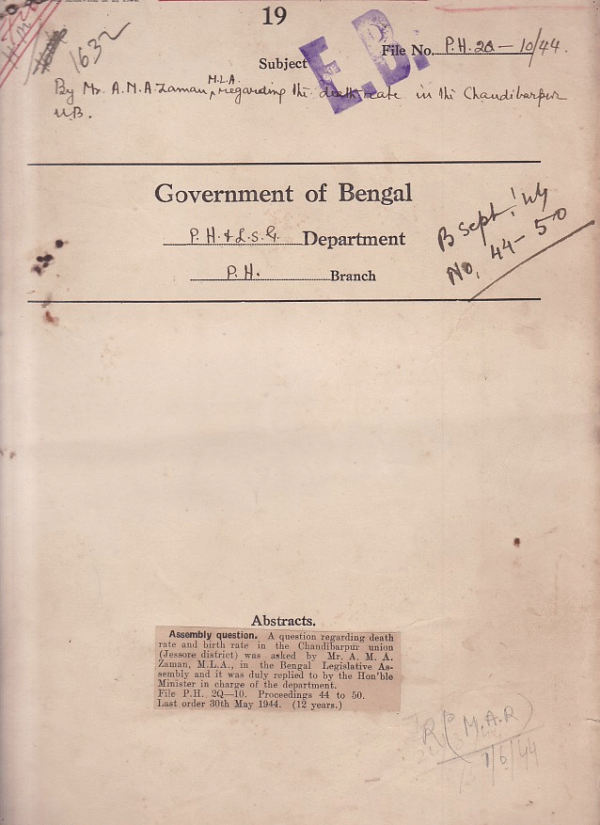 19
1632
File No. P.H. 2Q – 10/44.
Subject
E.B.
M.L.A.
By Mr. A.M.A. Zaman, regarding the death rate in the Chandibarpur
U.B.
Government of Bengal
P.H. & L.S.G. Department
P.H. Branch
B Sept. '44
No. 44 – 50
Abstracts.
Assembly question. A question regarding death
rate and birth rate in the Chandibarpur union
(Jessore district) was asked by Mr. A. M. A.
Zaman, M.L.A., in the Bengal Legislative As-
sembly and it was duly replied to by the Hon'ble
Minister in charge of the department.
File P.H. 2Q—10. Proceedings 44 to 50.
Last order 30th May 1944. (12 years.)
(M.A.R)
1/6/44